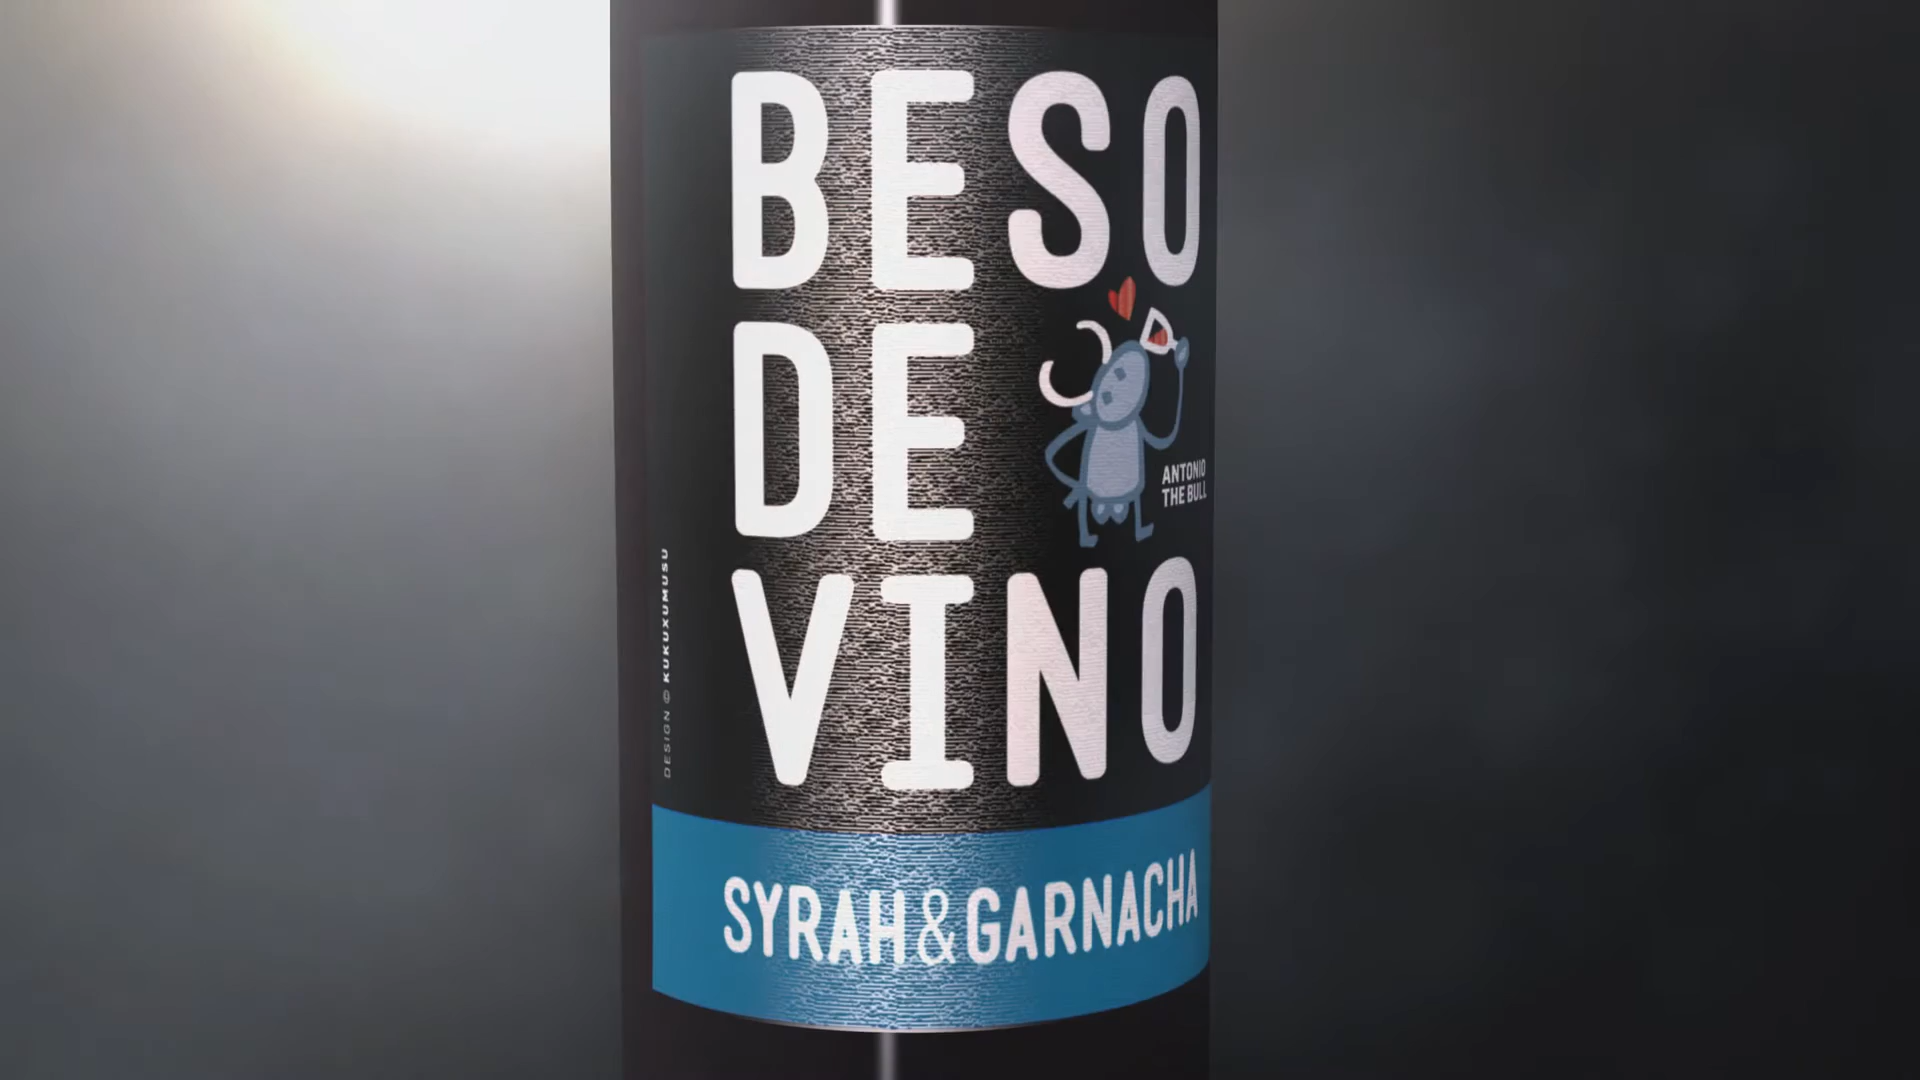 BESO
DE
VINO
ANTONIO
THE BULL
DESIGN @ KUKUXUMUSU
SYRAH & GARNACHA